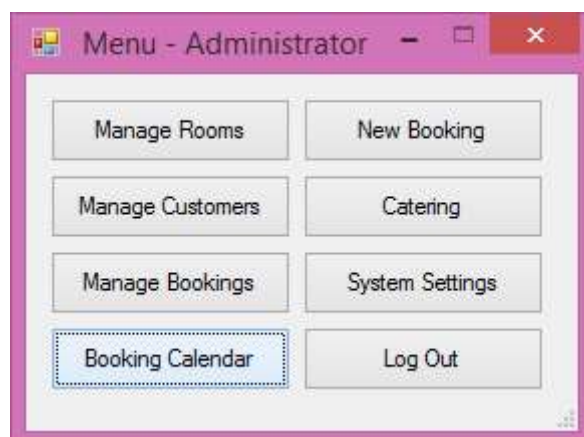 Menu - Administrator
Manage Rooms
New Booking
Manage Customers
Catering
Manage Bookings
System Settings
Booking Calendar
Log Out